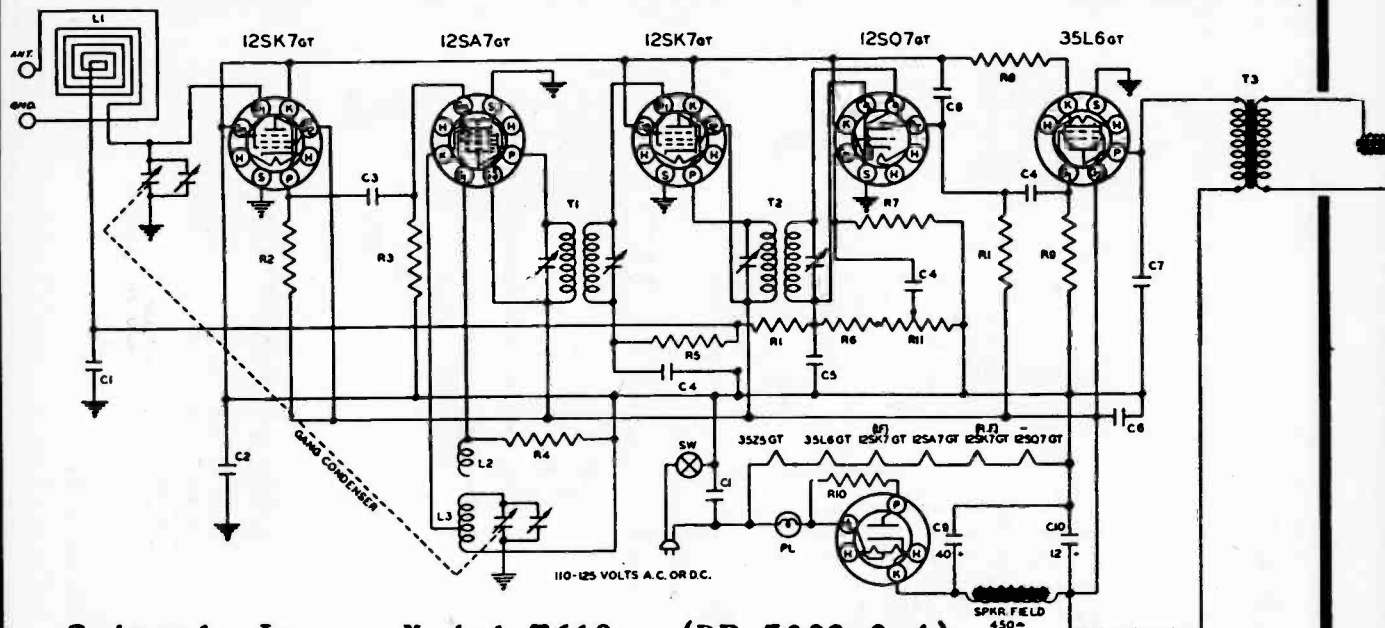 L1
ANT.
GND.
12SK7GT
12SA7GT
12SK7GT
12SQ7GT
35L6GT
R8
T3
C8
C3
C4
R2
R3
T1
T2
R7
C4
R1
R9
C7
R1
R6
R11
R5
C4
C5
C1
C6
GANG CONDENSER
C2
L2
R4
L3
SW
C1
35Z5GT
35L6GT
(I.F)
12SK7GT
12SA7GT
(R.F)
12SK7GT
12SQ7GT
R10
PL
C9
40 +
C10
12 +
110-125 VOLTS A.C. OR D.C.
SPKR. FIELD
450